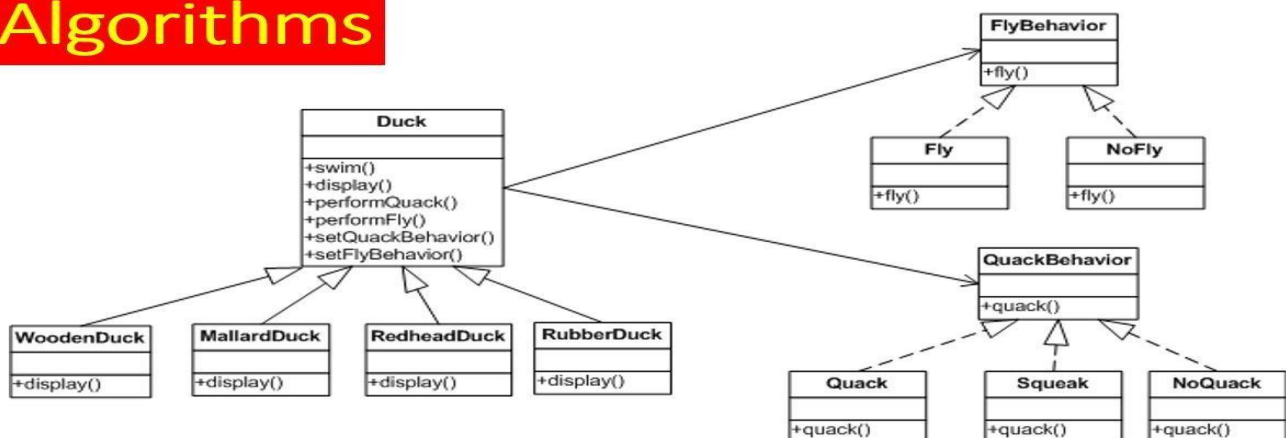 Algorithms
Duck
+swim()
+display()
+performQuack()
+performFly()
+setQuackBehavior()
+setFlyBehavior()
WoodenDuck
+display()
MallardDuck
+display()
RedheadDuck
+display()
RubberDuck
+display()
FlyBehavior
+fly()
Fly
+fly()
NoFly
+fly()
QuackBehavior
+quack()
Quack
+quack()
Squeak
+quack()
NoQuack
+quack()